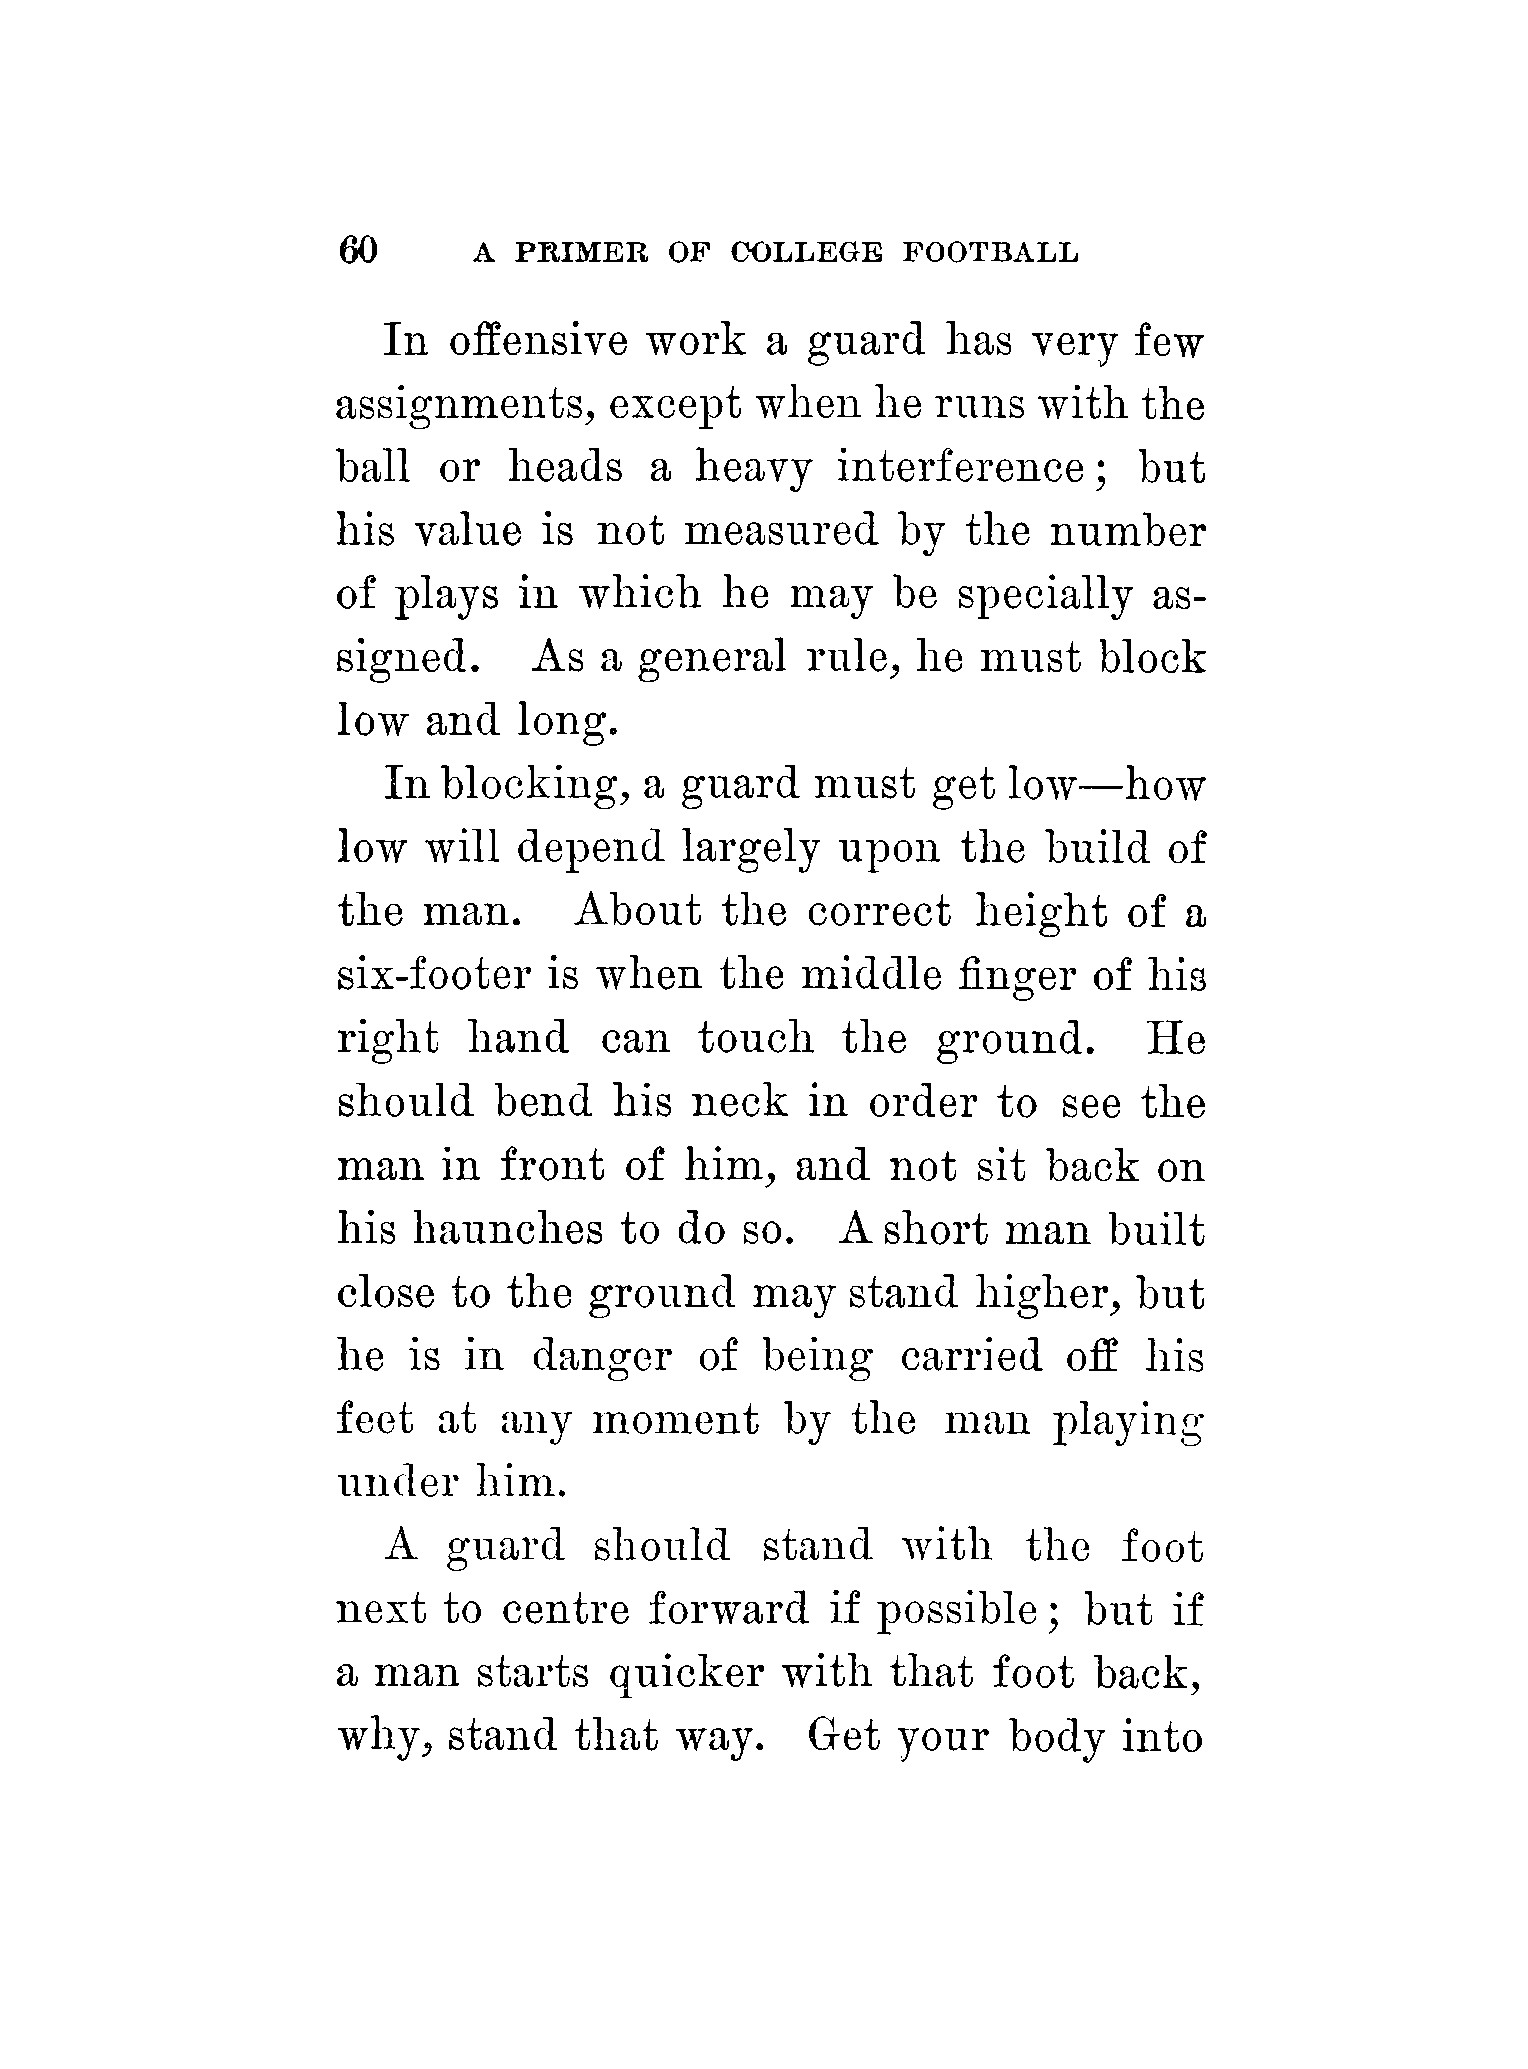 60 A PRIMER OF COLLEGE FOOTBALL
In offensive work a guard has very few
assignments, except when he runs with the
ball or heads a heavy interference; but
his value is not measured by the number
of plays in which he may be specially as-
signed. As a general rule, he must block
low and long.
In blocking, a guard must get low—how
low will depend largely upon the build of
the man. About the correct height of a
six-footer is when the middle finger of his
right hand can touch the ground. He
should bend his neck in order to see the
man in front of him, and not sit back on
his haunches to do so. A short man built
close to the ground may stand higher, but
he is in danger of being carried off his
feet at any moment by the man playing
under him.
A guard should stand with the foot
next to centre forward if possible; but if
a man starts quicker with that foot back,
why, stand that way. Get your body into